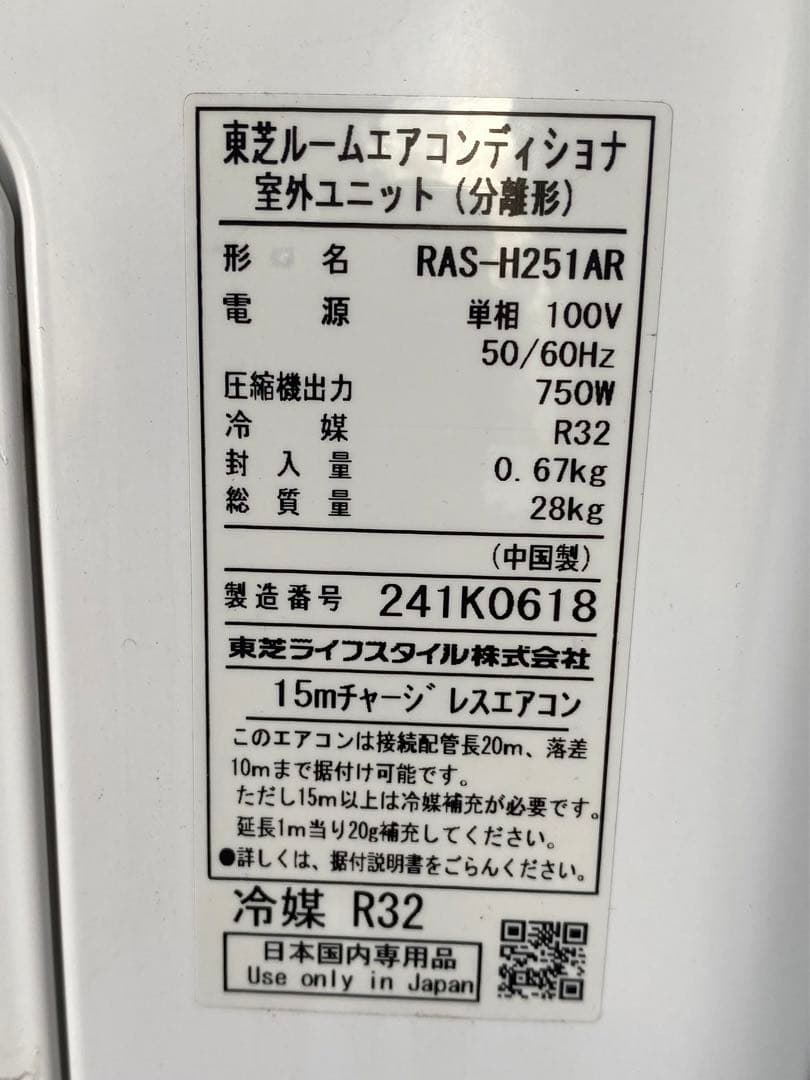 東芝ルームエアコンディショナ
室外ユニット(分離形)
形 名 RAS-H251AR
電 源 単相 100V
50/60Hz
圧縮機出力 750W
冷 媒 R32
封 入 量 0.67kg
総 質 量 28kg
(中国製)
製造番号 241K0618
東芝ライフスタイル株式会社
15mチャージレスエアコン
このエアコンは接続配管長20m、落差
10mまで据付け可能です。
ただし15m以上は冷媒補充が必要です。
延長1m当り20g補充してください。
●詳しくは、据付説明書をごらんください。
冷媒 R32
日本国内専用品
Use only in Japan